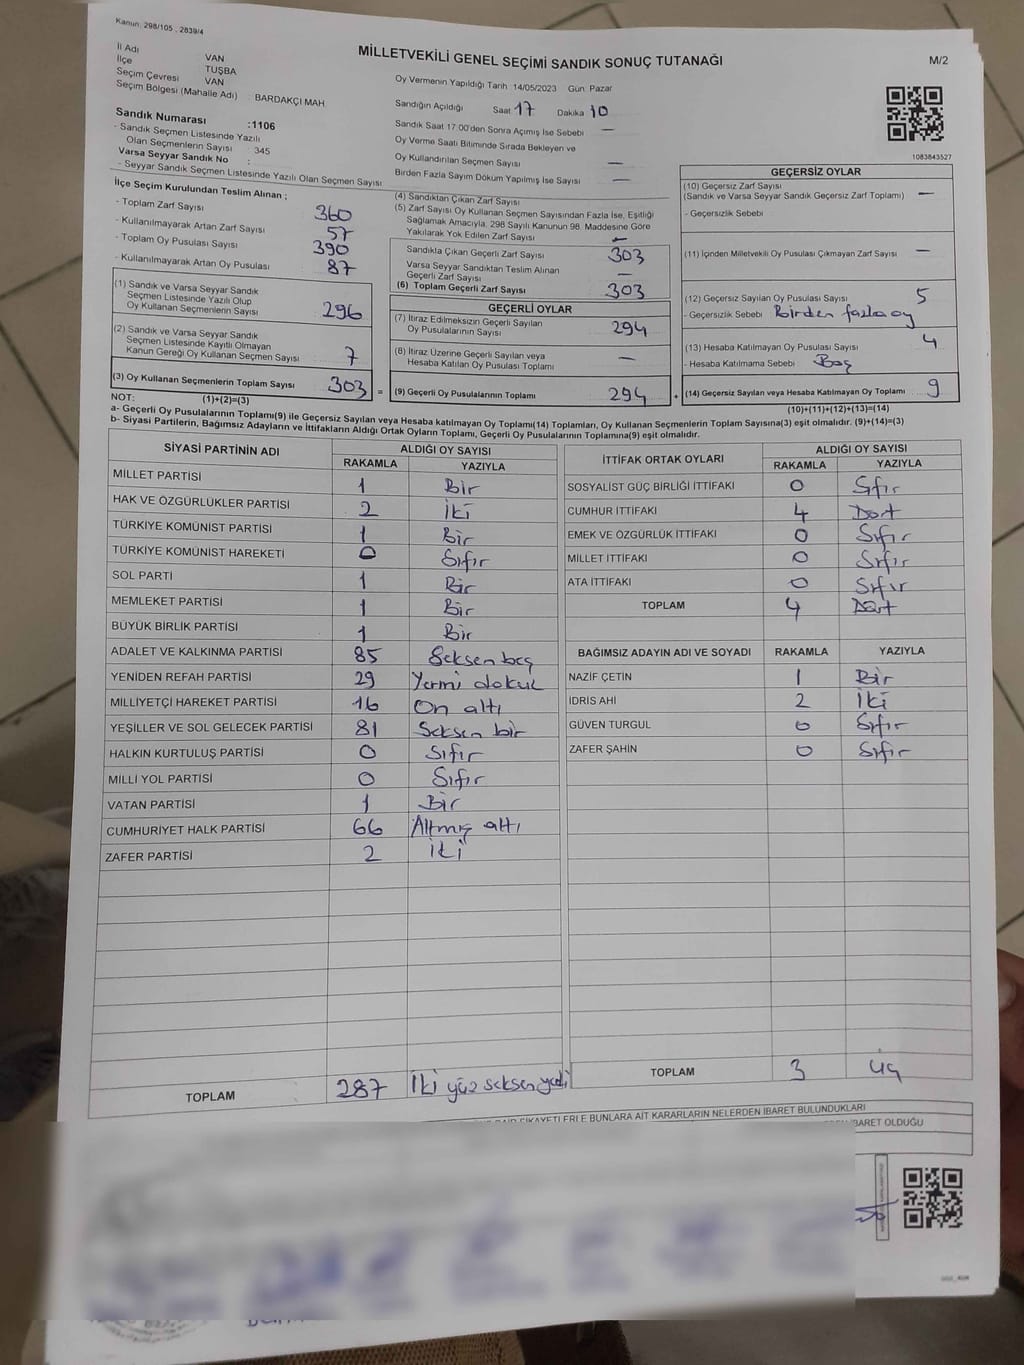 Kanun: 298/105 , 2839/4
MİLLETVEKİLİ GENEL SEÇİMİ SANDIK SONUÇ TUTANAĞI
M/2
İl Adı VAN
İlçe TUŞBA
Seçim Çevresi VAN
Seçim Bölgesi (Mahalle Adı) : BARDAKÇI MAH
Sandık Numarası :1106
- Sandık Seçmen Listesinde Yazılı
Olan Seçmenlerin Sayısı : 345
Varsa Seyyar Sandık No :
- Seyyar Sandık Seçmen Listesinde Yazılı Olan Seçmen Sayısı
Oy Vermenin Yapıldığı Tarih 14/05/2023 Gün: Pazar
Sandığın Açıldığı Saat 17 Dakika 10
Sandık Saat 17:00'den Sonra Açımış İse Sebebi —
Oy Verme Saati Bitiminde Sırada Bekleyen ve
Oy Kullandırılan Seçmen Sayısı —
Birden Fazla Sayım Döküm Yapılmış İse Sayısı —
1083843527
İlçe Seçim Kurulundan Teslim Alınan ;
- Toplam Zarf Sayısı 360
- Kullanılmayarak Artan Zarf Sayısı 57
- Toplam Oy Pusulası Sayısı 390
- Kullanılmayarak Artan Oy Pusulası 87
(1) Sandık ve Varsa Seyyar Sandık
Seçmen Listesinde Yazılı Olup
Oy Kullanan Seçmenlerin Sayısı 296
(2) Sandık ve Varsa Seyyar Sandık
Seçmen Listesinde Kayıtlı Olmayan
Kanun Gereği Oy Kullanan Seçmen Sayısı 7
(3) Oy Kullanan Seçmenlerin Toplam Sayısı 303 =
(4) Sandıktan Çıkan Zarf Sayısı
(5) Zarf Sayısı Oy Kullanan Seçmen Sayısından Fazla İse, Eşitliği
Sağlamak Amacıyla, 298 Sayılı Kanunun 98. Maddesine Göre
Yakılarak Yok Edilen Zarf Sayısı —
Sandıkta Çıkan Geçerli Zarf Sayısı 303
Varsa Seyyar Sandıktan Teslim Alınan
Geçerli Zarf Sayısı —
(6) Toplam Geçerli Zarf Sayısı 303
GEÇERLİ OYLAR
(7) İtiraz Edilmeksizin Geçerli Sayılan
Oy Pusulalarının Sayısı 294
(8) İtiraz Üzerine Geçerli Sayılan veya
Hesaba Katılan Oy Pusulası Toplamı —
(9) Geçerli Oy Pusulalarının Toplamı 294 +
GEÇERSİZ OYLAR
(10) Geçersiz Zarf Sayısı
(Sandık ve Varsa Seyyar Sandık Geçersiz Zarf Toplamı) —
- Geçersizlik Sebebi
(11) İçinden Milletvekili Oy Pusulası Çıkmayan Zarf Sayısı —
(12) Geçersiz Sayılan Oy Pusulası Sayısı 5
- Geçersizlik Sebebi Birden fazla oy
(13) Hesaba Katılmayan Oy Pusulası Sayısı 4
- Hesaba Katılmama Sebebi Boş
(14) Geçersiz Sayılan veya Hesaba Katılmayan Oy Toplamı 9
NOT: (1)+(2)=(3)
(10)+(11)+(12)+(13)=(14)
a- Geçerli Oy Pusulalarının Toplamı(9) ile Geçersiz Sayılan veya Hesaba katılmayan Oy Toplamı(14) Toplamları, Oy Kullanan Seçmenlerin Toplam Sayısına(3) eşit olmalıdır. (9)+(14)=(3)
b- Siyasi Partilerin, Bağımsız Adayların ve İttifakların Aldığı Ortak Oyların Toplamı, Geçerli Oy Pusulalarının Toplamına(9) eşit olmalıdır.
SİYASİ PARTİNİN ADI ALDIĞI OY SAYISI
RAKAMLA YAZIYLA
MİLLET PARTİSİ 1 Bir
HAK VE ÖZGÜRLÜKLER PARTİSİ 2 İki
TÜRKİYE KOMÜNİST PARTİSİ 1 Bir
TÜRKİYE KOMÜNİST HAREKETİ 0 Sıfır
SOL PARTİ 1 Bir
MEMLEKET PARTİSİ 1 Bir
BÜYÜK BİRLİK PARTİSİ 1 Bir
ADALET VE KALKINMA PARTİSİ 85 Seksen beş
YENİDEN REFAH PARTİSİ 29 Yirmi dokuz
MİLLİYETÇİ HAREKET PARTİSİ 16 On altı
YEŞİLLER VE SOL GELECEK PARTİSİ 81 Seksen bir
HALKIN KURTULUŞ PARTİSİ 0 Sıfır
MİLLİ YOL PARTİSİ 0 Sıfır
VATAN PARTİSİ 1 Bir
CUMHURİYET HALK PARTİSİ 66 Altmış altı
ZAFER PARTİSİ 2 İki
TOPLAM 287 İki yüz seksen yedi
İTTİFAK ORTAK OYLARI ALDIĞI OY SAYISI
RAKAMLA YAZIYLA
SOSYALİST GÜÇ BİRLİĞİ İTTİFAKI 0 Sıfır
CUMHUR İTTİFAKI 4 Dört
EMEK VE ÖZGÜRLÜK İTTİFAKI 0 Sıfır
MİLLET İTTİFAKI 0 Sıfır
ATA İTTİFAKI 0 Sıfır
TOPLAM 4 Dört
BAĞIMSIZ ADAYIN ADI VE SOYADI RAKAMLA YAZIYLA
NAZİF ÇETİN 1 Bir
İDRİS AHİ 2 İki
GÜVEN TURGUL 0 Sıfır
ZAFER ŞAHİN 0 Sıfır
TOPLAM 3 üç
ŞİKAYETLERLE BUNLARA AİT KARARLARIN NELERDEN İBARET BULUNDUKLARI
İBARET OLDUĞU